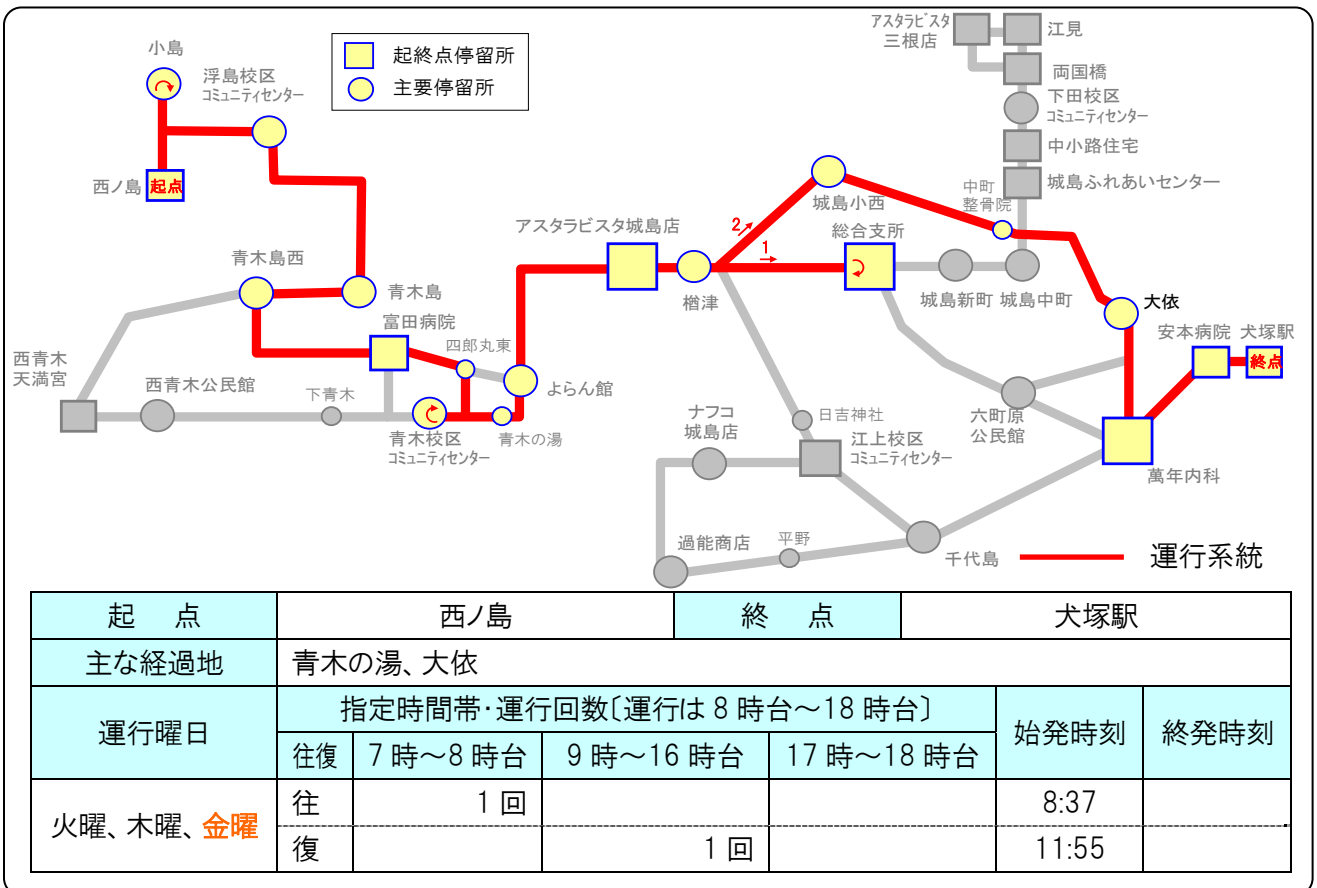 小島
浮島校区
コミュニティセンター
起終点停留所
主要停留所
アスタラビスタ
三根店
江見
両国橋
下田校区
コミュニティセンター
中小路住宅
城島ふれあいセンター
西ノ島
起点
中町
整骨院
城島小西
アスタラビスタ城島店
総合支所
2
1
青木島西
青木島
楢津
城島新町
城島中町
大依
富田病院
四郎丸東
安本病院
犬塚駅
終点
西青木
天満宮
西青木公民館
下青木
よらん館
青木校区
コミュニティセンター
青木の湯
ナフコ
城島店
日吉神社
江上校区
コミュニティセンター
六町原
公民館
萬年内科
過能商店
平野
千代島
運行系統
起 点
西ノ島
終 点
犬塚駅
主な経過地
青木の湯、大依
運行曜日
指定時間帯・運行回数〔運行は8時台～18時台〕
始発時刻
終発時刻
往復
7時～8時台
9時～16時台
17時～18時台
火曜、木曜、金曜
往
1回
8:37
復
1回
11:55